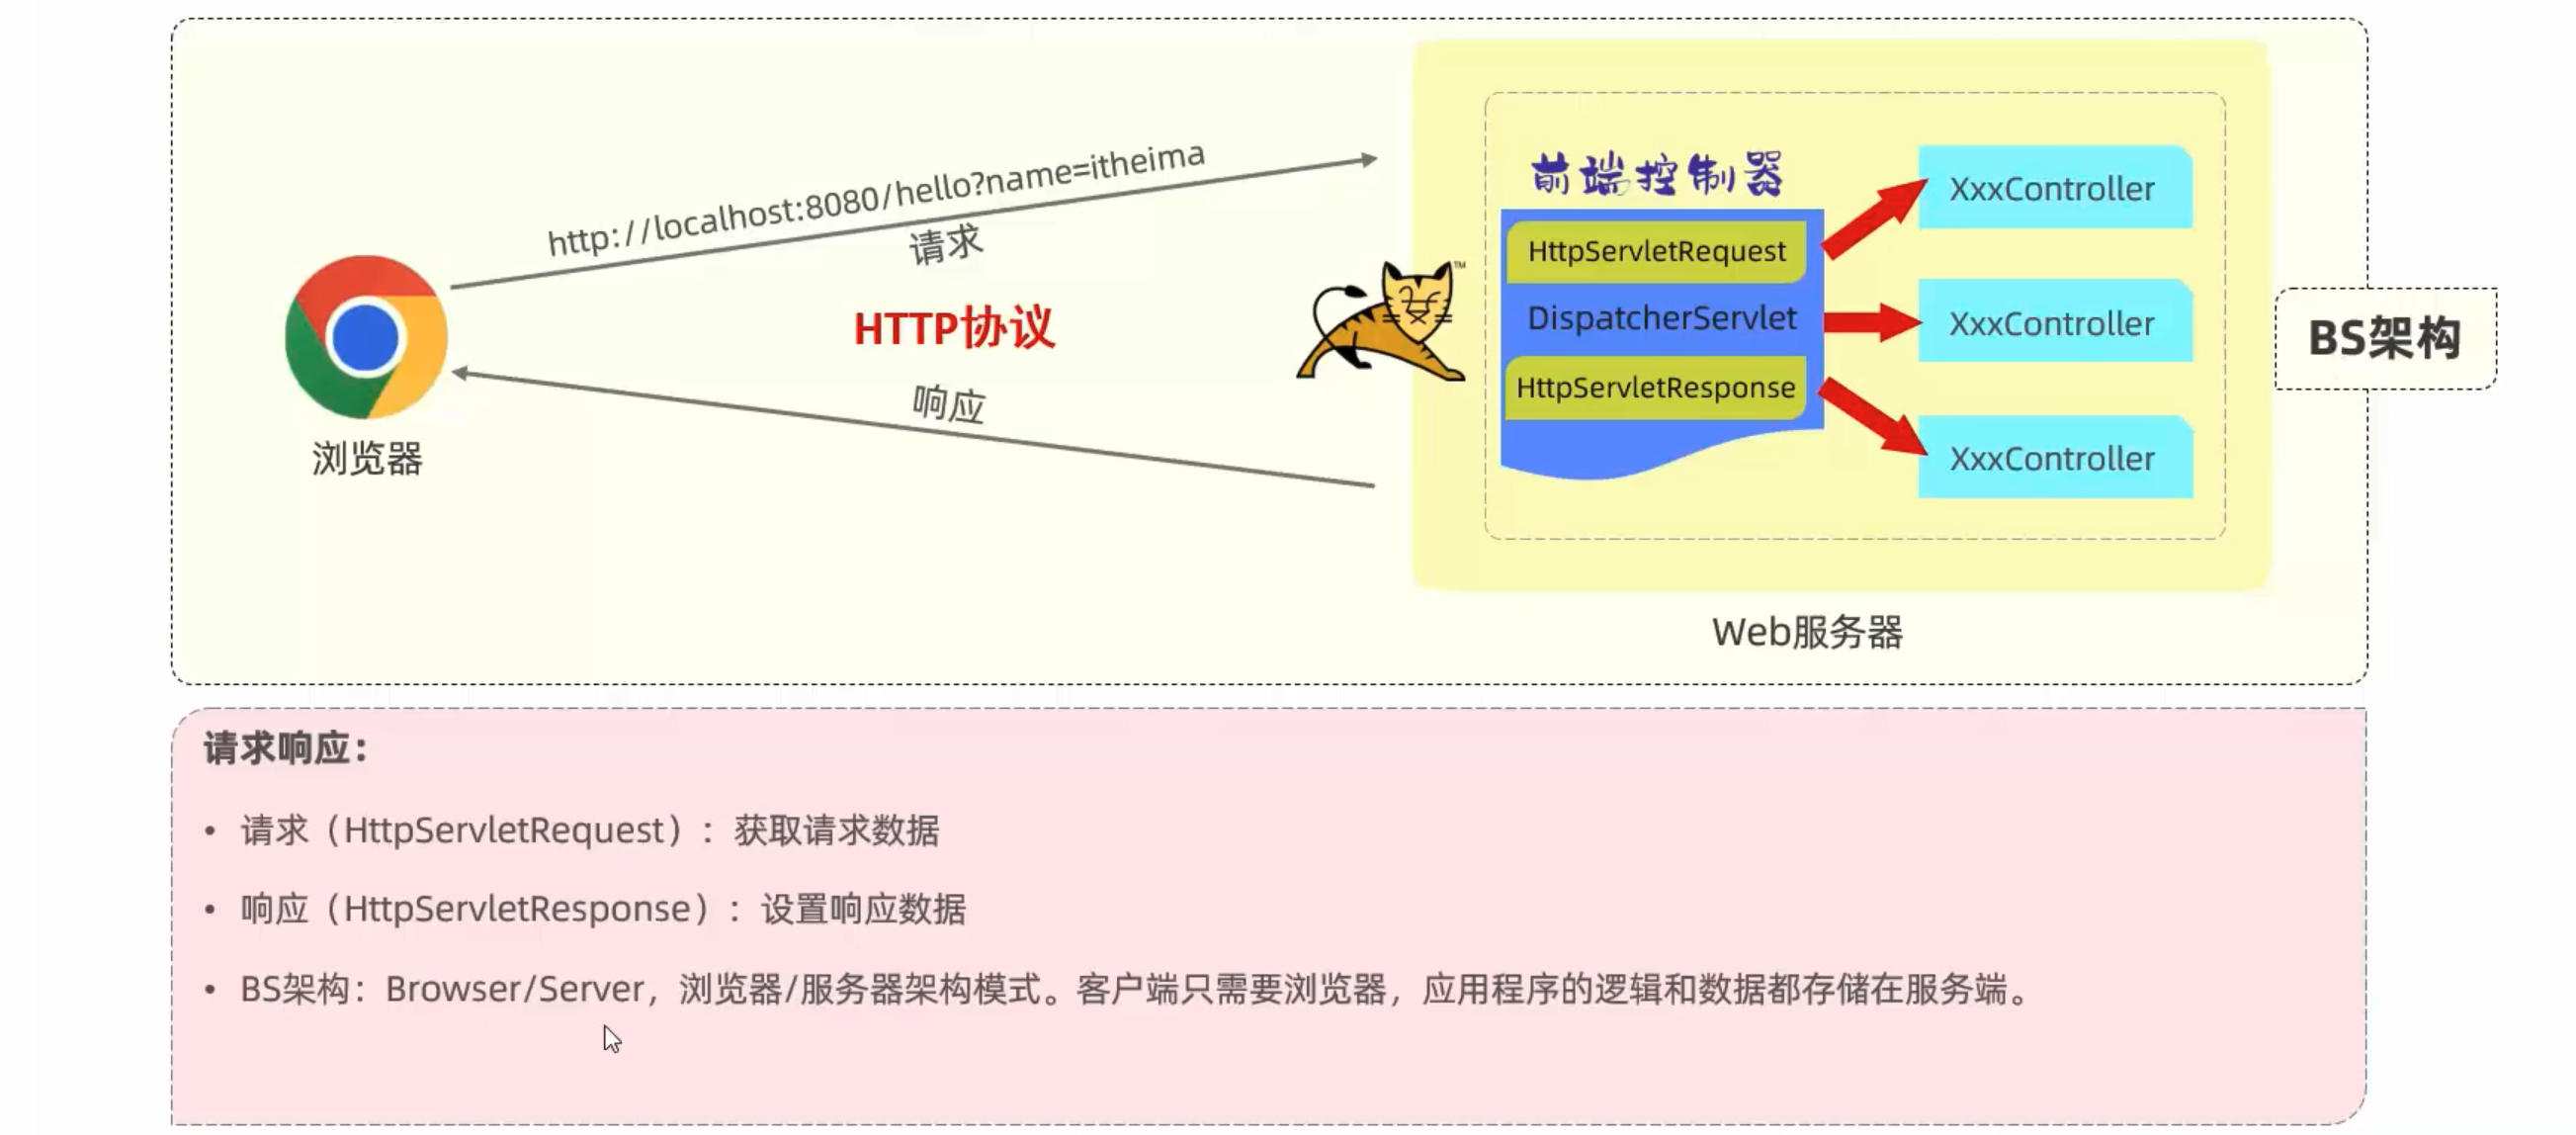 http://localhost:8080/hello?name=itheima
请求
HTTP协议
响应
浏览器
TM
前端控制器
HttpServletRequest
DispatcherServlet
HttpServletResponse
XxxController
XxxController
XxxController
Web服务器
BS架构
请求响应：
• 请求（HttpServletRequest）：获取请求数据
• 响应（HttpServletResponse）：设置响应数据
• BS架构：Browser/Server，浏览器/服务器架构模式。客户端只需要浏览器，应用程序的逻辑和数据都存储在服务端。